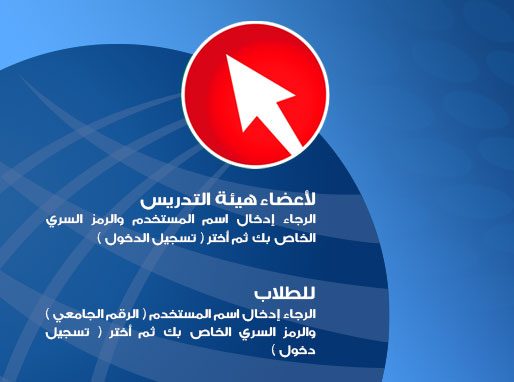 لأعضاء هيئة التدريس
الرجاء إدخال اسم المستخدم والرمز السري
الخاص بك ثم أختر ( تسجيل الدخول )
للطلاب
الرجاء إدخال اسم المستخدم ( الرقم الجامعي )
والرمز السري الخاص بك ثم أختر ( تسجيل
دخول )